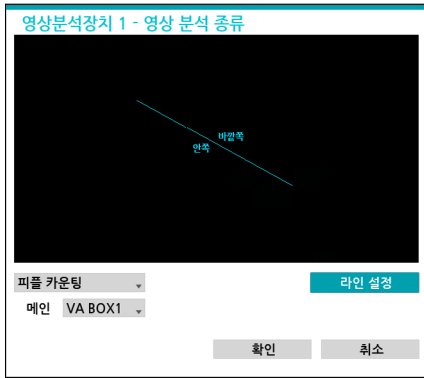 영상분석장치 1 - 영상 분석 종류
바깥쪽
안쪽
피플 카운팅
라인 설정
메인 VA BOX1
확인 취소